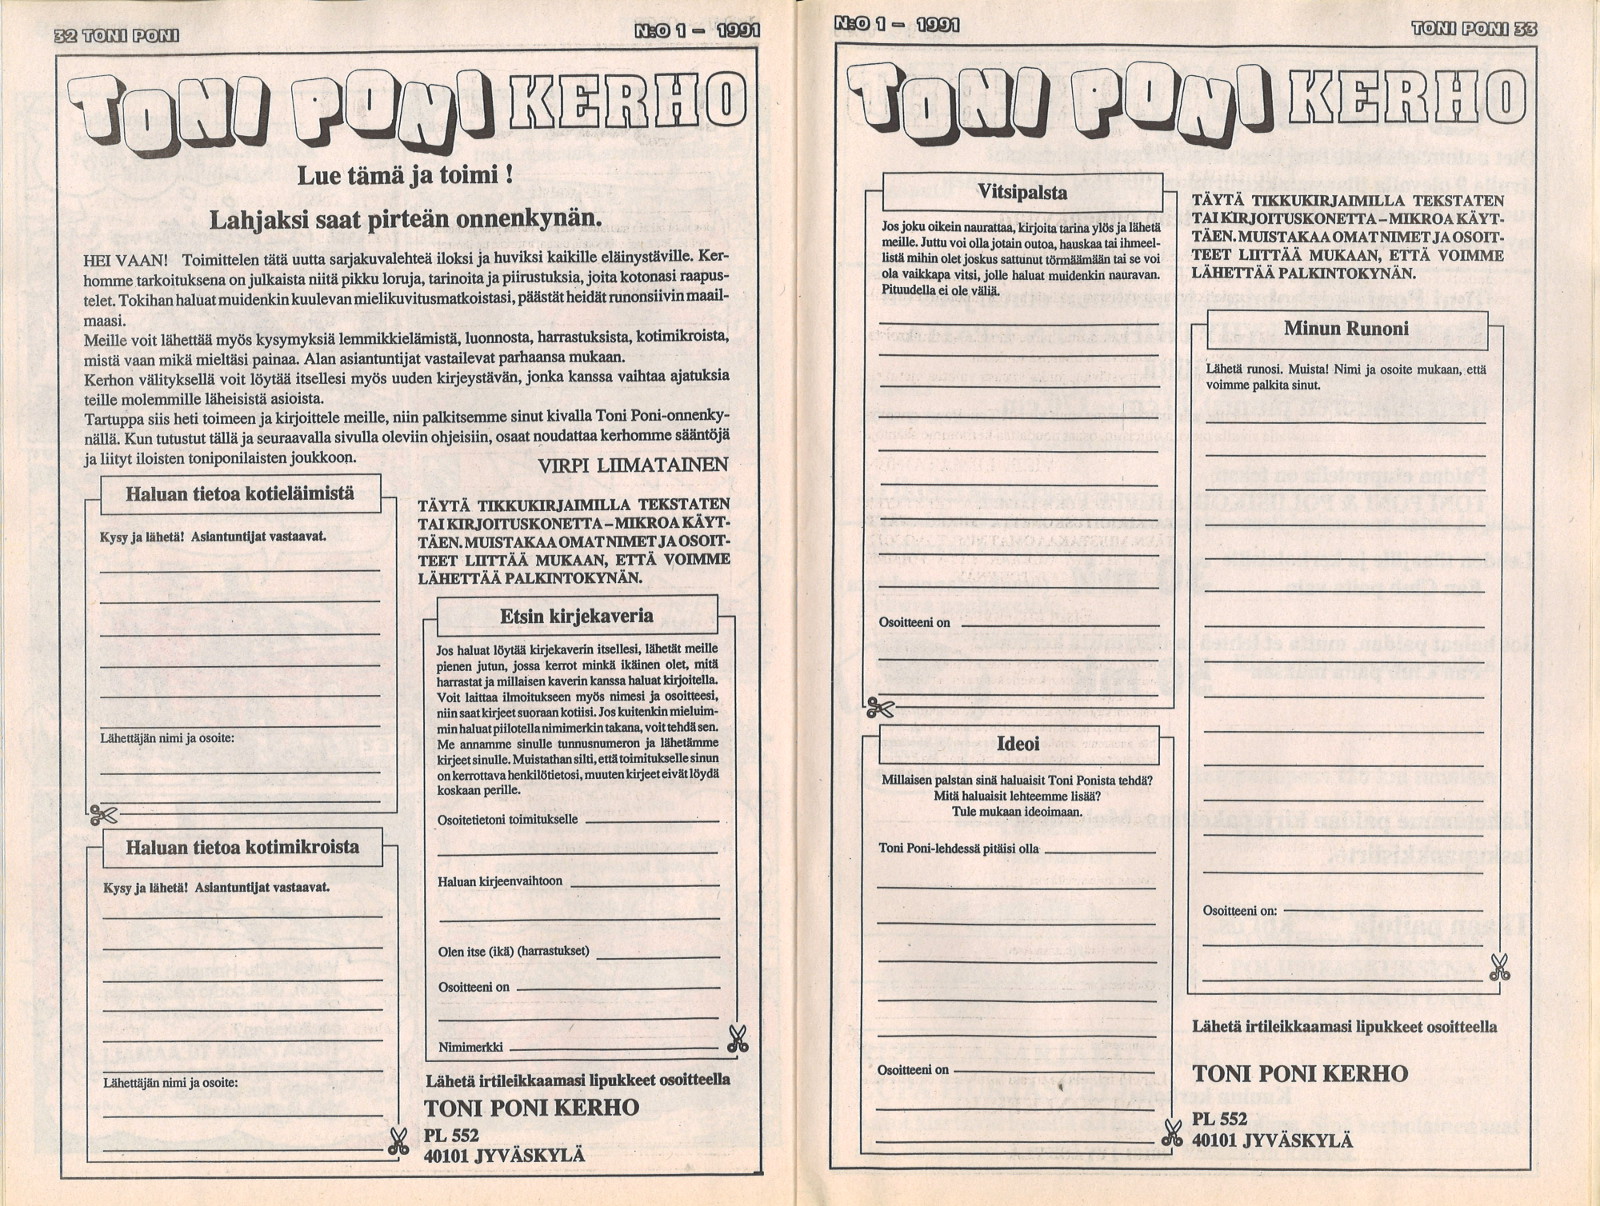 32 TONI PONI
N:O 1 – 1991
TONI PONI KERHO
Lue tämä ja toimi !
Lahjaksi saat pirteän onnenkynän.
HEI VAAN! Toimittelen tätä uutta sarjakuvalehteä iloksi ja huviksi kaikille eläinystäville. Ker-
homme tarkoituksena on julkaista niitä pikku loruja, tarinoita ja piirustuksia, joita kotonasi raapus-
telet. Tokihan haluat muidenkin kuulevan mielikuvitusmatkoistasi, päästät heidät runonsiivin maail-
maasi.
Meille voit lähettää myös kysymyksiä lemmikkielämistä, luonnosta, harrastuksista, kotimikroista,
mistä vaan mikä mieltäsi painaa. Alan asiantuntijat vastailevat parhaansa mukaan.
Kerhon välityksellä voit löytää itsellesi myös uuden kirjeystävän, jonka kanssa vaihtaa ajatuksia
teille molemmille läheisistä asioista.
Tartuppa siis heti toimeen ja kirjoittele meille, niin palkitsemme sinut kivalla Toni Poni-onnenky-
nällä. Kun tutustut tällä ja seuraavalla sivulla oleviin ohjeisiin, osaat noudattaa kerhomme sääntöjä
ja liityt iloisten toniponilaisten joukkoon.
VIRPI LIIMATAINEN
Haluan tietoa kotieläimistä
Kysy ja lähetä! Asiantuntijat vastaavat.
Lähettäjän nimi ja osoite:
Haluan tietoa kotimikroista
Kysy ja lähetä! Asiantuntijat vastaavat.
Lähettäjän nimi ja osoite:
TÄYTÄ TIKKUKIRJAIMILLA TEKSTATEN
TAI KIRJOITUSKONETTA – MIKROA KÄYT-
TÄEN. MUISTAKAA OMAT NIMET JA OSOIT-
TEET LIITTÄÄ MUKAAN, ETTÄ VOIMME
LÄHETTÄÄ PALKINTOKYNÄN.
Etsin kirjekaveria
Jos haluat löytää kirjekaverin itsellesi, lähetät meille
pienen jutun, jossa kerrot minkä ikäinen olet, mitä
harrastat ja millaisen kaverin kanssa haluat kirjoitella.
Voit laittaa ilmoitukseen myös nimesi ja osoitteesi,
niin saat kirjeet suoraan kotiisi. Jos kuitenkin mieluim-
min haluat piilotella nimimerkin takana, voit tehdä sen.
Me annamme sinulle tunnusnumeron ja lähetämme
kirjeet sinulle. Muistathan silti, että toimitukselle sinun
on kerrottava henkilötietosi, muuten kirjeet eivät löydä
koskaan perille.
Osoitetietoni toimitukselle
Haluan kirjeenvaihtoon
Olen itse (ikä) (harrastukset)
Osoitteeni on
Nimimerkki
Lähetä irtileikkaamasi lipukkeet osoitteella
TONI PONI KERHO
PL 552
40101 JYVÄSKYLÄ
N:O 1 – 1991
TONI PONI 33
TONI PONI KERHO
Vitsipalsta
Jos joku oikein naurattaa, kirjoita tarina ylös ja lähetä
meille. Juttu voi olla jotain outoa, hauskaa tai ihmeel-
listä mihin olet joskus sattunut törmäämään tai se voi
ola vaikkapa vitsi, jolle haluat muidenkin nauravan.
Pituudella ei ole väliä.
Osoitteeni on
Ideoi
Millaisen palstan sinä haluaisit Toni Ponista tehdä?
Mitä haluaisit lehteemme lisää?
Tule mukaan ideoimaan.
Toni Poni-lehdessä pitäisi olla
Osoitteeni on
TÄYTÄ TIKKUKIRJAIMILLA TEKSTATEN
TAI KIRJOITUSKONETTA – MIKROA KÄYT-
TÄEN. MUISTAKAA OMAT NIMET JA OSOIT-
TEET LIITTÄÄ MUKAAN, ETTÄ VOIMME
LÄHETTÄÄ PALKINTOKYNÄN.
Minun Runoni
Lähetä runosi. Muista! Nimi ja osoite mukaan, että
voimme palkita sinut.
Osoitteeni on:
Lähetä irtileikkaamasi lipukkeet osoitteella
TONI PONI KERHO
PL 552
40101 JYVÄSKYLÄ